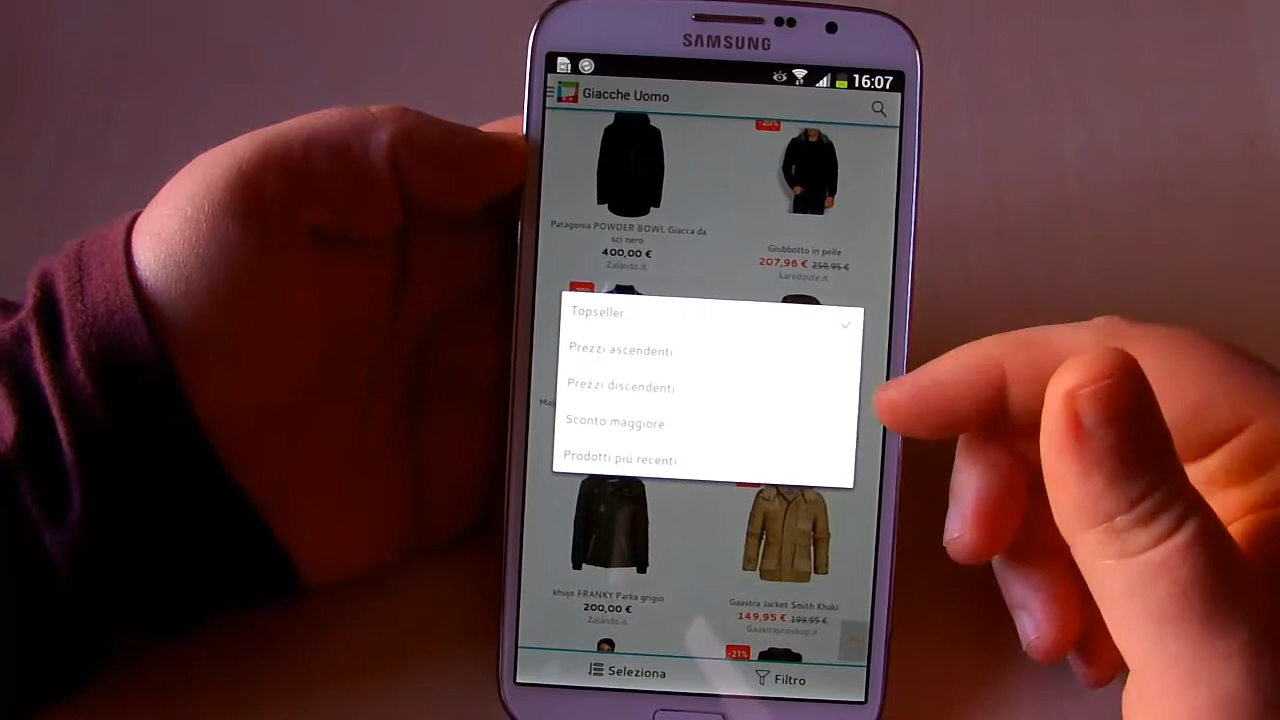 SAMSUNG
16:07
Giacche Uomo
-20%
Patagonia POWDER BOWL Giacca da
sci nero
400,00 €
Zalando.it
Giubbotto in pelle
207,96 € 259,95 €
Laredoute.it
Topseller
Prezzi ascendenti
Prezzi discendenti
Sconto maggiore
Prodotti più recenti
khujo FRANKY Parka grigio
200,00 €
Zalando.it
Gaastra Jacket Smith Khaki
149,95 € 199,95 €
Gaastraproshop.it
-21%
Seleziona
Filtro